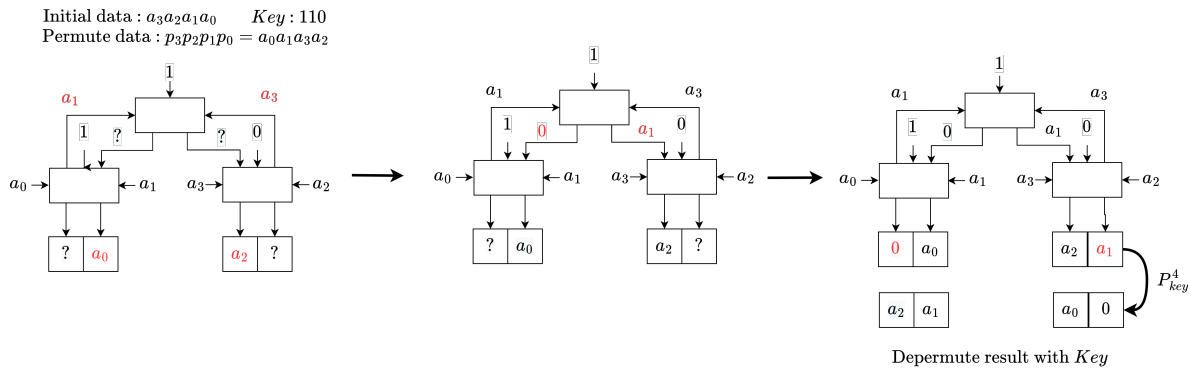 Initial data : a₃a₂a₁a₀ Key : 110
Permute data : p₃p₂p₁p₀ = a₀a₁a₃a₂
1
a₁ a₃
1 ? ? 0
a₀ a₁ a₃ a₂
? a₀ a₂ ?
1
a₁ a₃
1 0 a₁ 0
a₀ a₁ a₃ a₂
? a₀ a₂ ?
1
a₁ a₃
1 0 a₁ 0
a₀ a₁ a₃ a₂
0 a₀ a₂ a₁
P⁴key
a₂ a₁ a₀ 0
Depermute result with Key